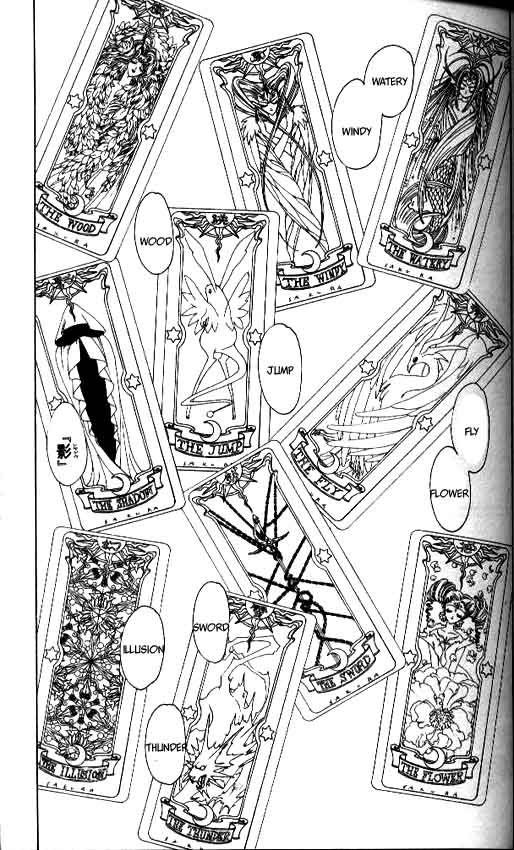 WATERY
WINDY
THE WATERY
SAKURA
THE WINDY
SAKURA
THE WOOD
SAKURA
WOOD
JUMP
THE JUMP
SAKURA
FLY
FLOWER
THE FLY
SAKURA
『影』
THE SHADOW
SAKURA
SWORD
THE SWORD
SAKURA
ILLUSION
THE ILLUSION
SAKURA
THUNDER
THE THUNDER
SAKURA
THE FLOWER
SAKURA